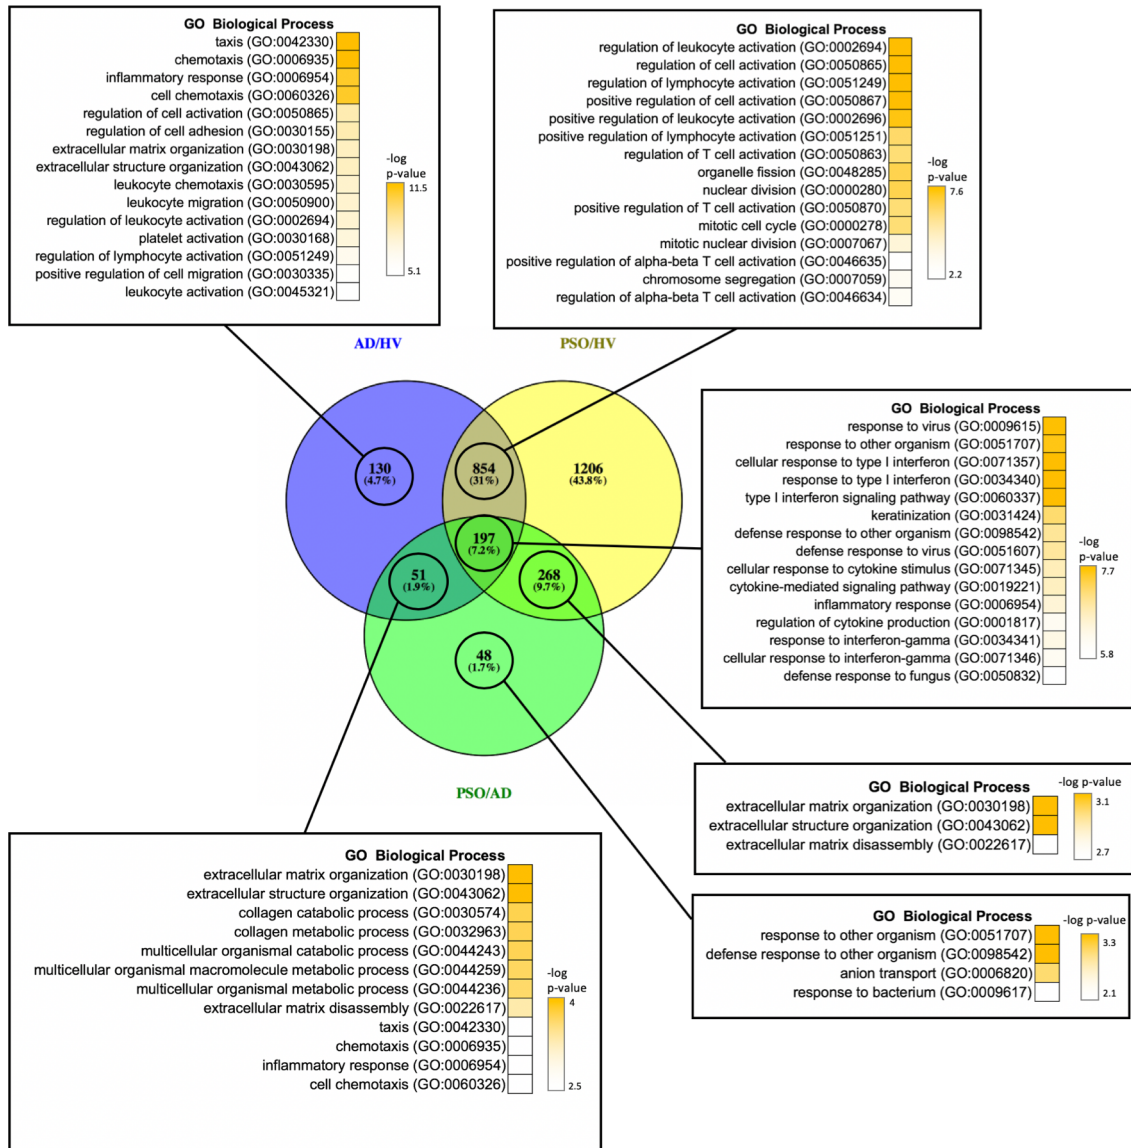 GO Biological Process
taxis (GO:0042330)
chemotaxis (GO:0006935)
inflammatory response (GO:0006954)
cell chemotaxis (GO:0060326)
regulation of cell activation (GO:0050865)
regulation of cell adhesion (GO:0030155)
extracellular matrix organization (GO:0030198)
extracellular structure organization (GO:0043062)
leukocyte chemotaxis (GO:0030595)
leukocyte migration (GO:0050900)
regulation of leukocyte activation (GO:0002694)
platelet activation (GO:0030168)
regulation of lymphocyte activation (GO:0051249)
positive regulation of cell migration (GO:0030335)
leukocyte activation (GO:0045321)
-log
p-value
11.5
5.1
GO Biological Process
regulation of leukocyte activation (GO:0002694)
regulation of cell activation (GO:0050865)
regulation of lymphocyte activation (GO:0051249)
positive regulation of cell activation (GO:0050867)
positive regulation of leukocyte activation (GO:0002696)
positive regulation of lymphocyte activation (GO:0051251)
regulation of T cell activation (GO:0050863)
organelle fission (GO:0048285)
nuclear division (GO:0000280)
positive regulation of T cell activation (GO:0050870)
mitotic cell cycle (GO:0000278)
mitotic nuclear division (GO:0007067)
positive regulation of alpha-beta T cell activation (GO:0046635)
chromosome segregation (GO:0007059)
regulation of alpha-beta T cell activation (GO:0046634)
-log
p-value
7.6
2.2
AD/HV
PSO/HV
130
(4.7%)
854
(31%)
1206
(43.8%)
197
(7.2%)
51
(1.9%)
268
(9.7%)
48
(1.7%)
PSO/AD
GO Biological Process
response to virus (GO:0009615)
response to other organism (GO:0051707)
cellular response to type I interferon (GO:0071357)
response to type I interferon (GO:0034340)
type I interferon signaling pathway (GO:0060337)
keratinization (GO:0031424)
defense response to other organism (GO:0098542)
defense response to virus (GO:0051607)
cellular response to cytokine stimulus (GO:0071345)
cytokine-mediated signaling pathway (GO:0019221)
inflammatory response (GO:0006954)
regulation of cytokine production (GO:0001817)
response to interferon-gamma (GO:0034341)
cellular response to interferon-gamma (GO:0071346)
defense response to fungus (GO:0050832)
-log
p-value
7.7
5.8
GO Biological Process
extracellular matrix organization (GO:0030198)
extracellular structure organization (GO:0043062)
extracellular matrix disassembly (GO:0022617)
-log p-value
3.1
2.7
GO Biological Process
response to other organism (GO:0051707)
defense response to other organism (GO:0098542)
anion transport (GO:0006820)
response to bacterium (GO:0009617)
-log p-value
3.3
2.1
GO Biological Process
extracellular matrix organization (GO:0030198)
extracellular structure organization (GO:0043062)
collagen catabolic process (GO:0030574)
collagen metabolic process (GO:0032963)
multicellular organismal catabolic process (GO:0044243)
multicellular organismal macromolecule metabolic process (GO:0044259)
multicellular organismal metabolic process (GO:0044236)
extracellular matrix disassembly (GO:0022617)
taxis (GO:0042330)
chemotaxis (GO:0006935)
inflammatory response (GO:0006954)
cell chemotaxis (GO:0060326)
-log
p-value
4
2.5